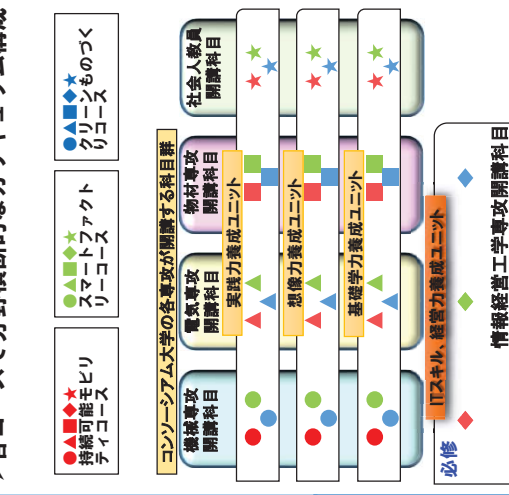 ●▲■◆★
持続可能モビリ
ティコース
●▲■◆★
スマートファクト
リーコース
●▲■◆★
グリーンものづく
りコース
コンソーシアム大学の各専攻が開講する科目群
機械専攻
開講科目
電気専攻
開講科目
物材専攻
開講科目
社会人教員
開講科目
実践力養成ユニット
想像力養成ユニット
基礎学力養成ユニット
ITスキル、経営力養成ユニット
必修
情報経営工学専攻開講科目